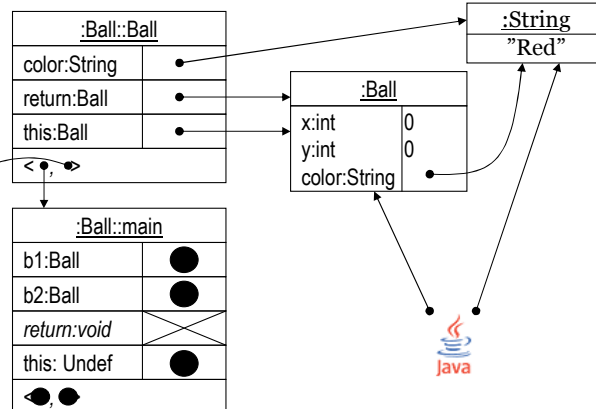 :Ball::Ball
color:String
return:Ball
this:Ball
< , >
:String
”Red”
:Ball
x:int 0
y:int 0
color:String
:Ball::main
b1:Ball
b2:Ball
return:void
this: Undef
< , >
Java